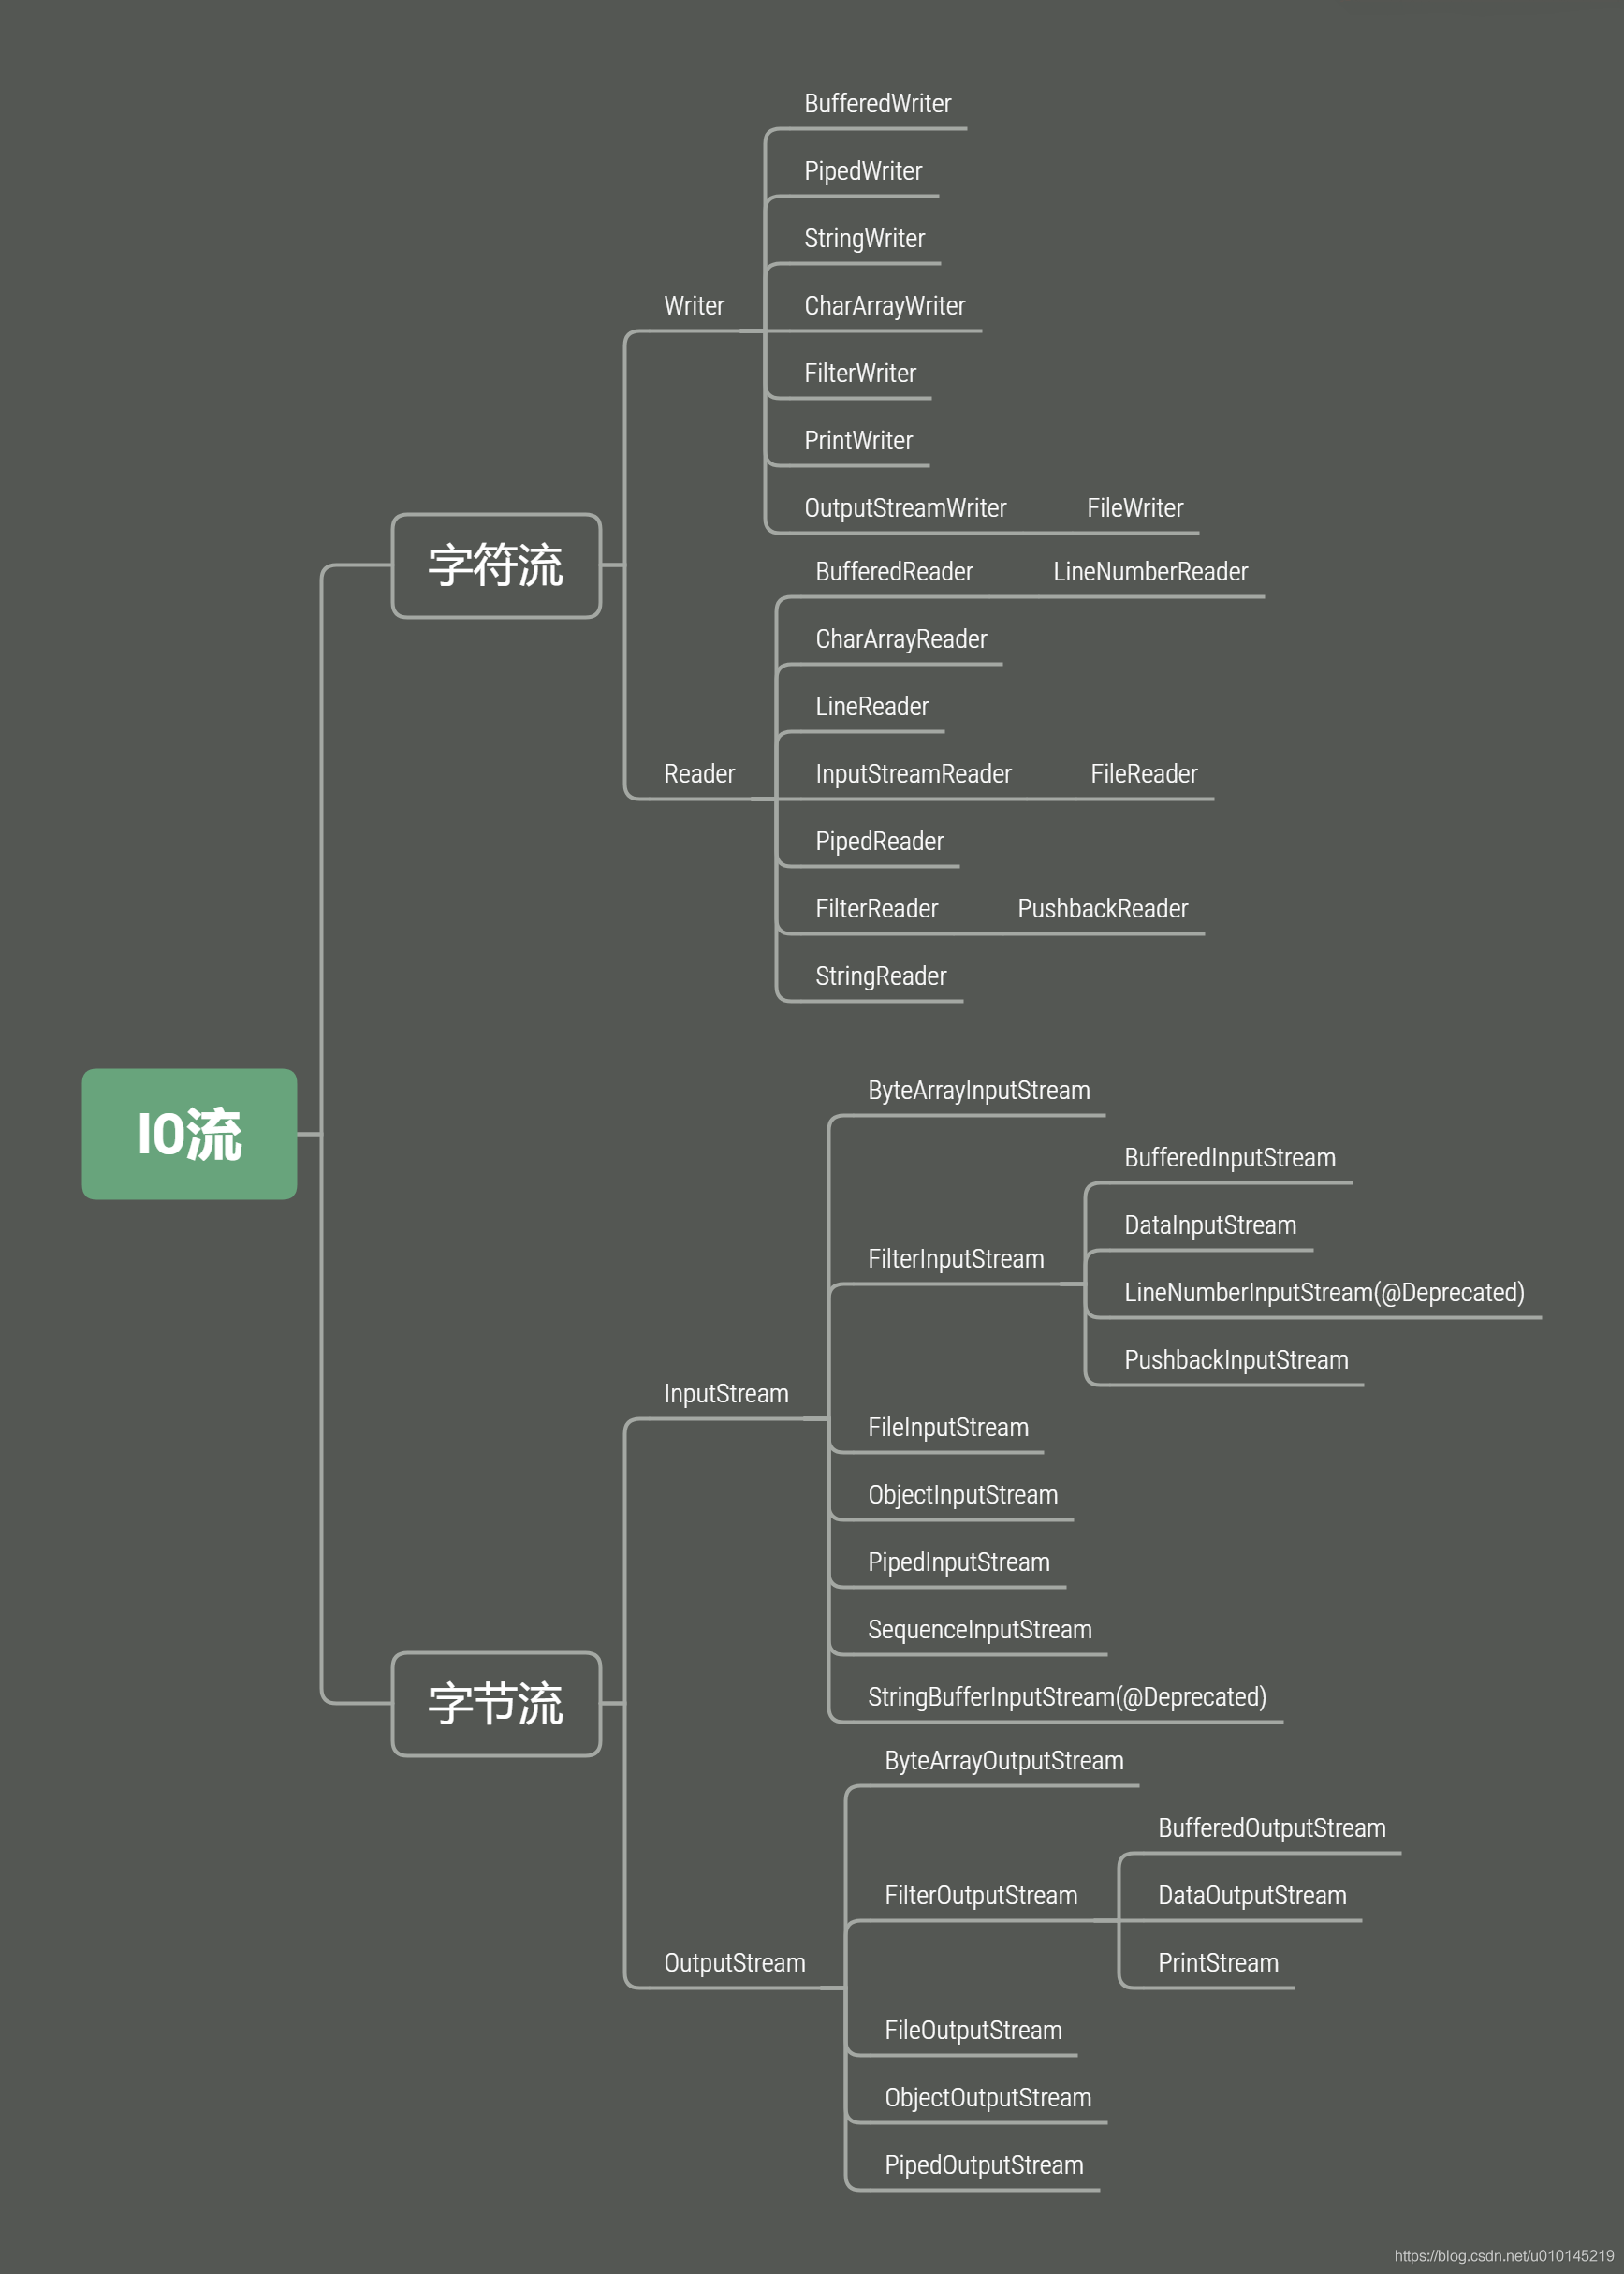 BufferedWriter
PipedWriter
StringWriter
Writer
CharArrayWriter
FilterWriter
PrintWriter
OutputStreamWriter
FileWriter
字符流
BufferedReader
LineNumberReader
CharArrayReader
LineReader
Reader
InputStreamReader
FileReader
PipedReader
FilterReader
PushbackReader
StringReader
I0流
ByteArrayInputStream
BufferedInputStream
DataInputStream
FilterInputStream
LineNumberInputStream(@Deprecated)
PushbackInputStream
InputStream
FileInputStream
ObjectInputStream
PipedInputStream
SequenceInputStream
StringBufferInputStream(@Deprecated)
字节流
ByteArrayOutputStream
BufferedOutputStream
FilterOutputStream
DataOutputStream
PrintStream
OutputStream
FileOutputStream
ObjectOutputStream
PipedOutputStream
https://blog.csdn.net/u010145219